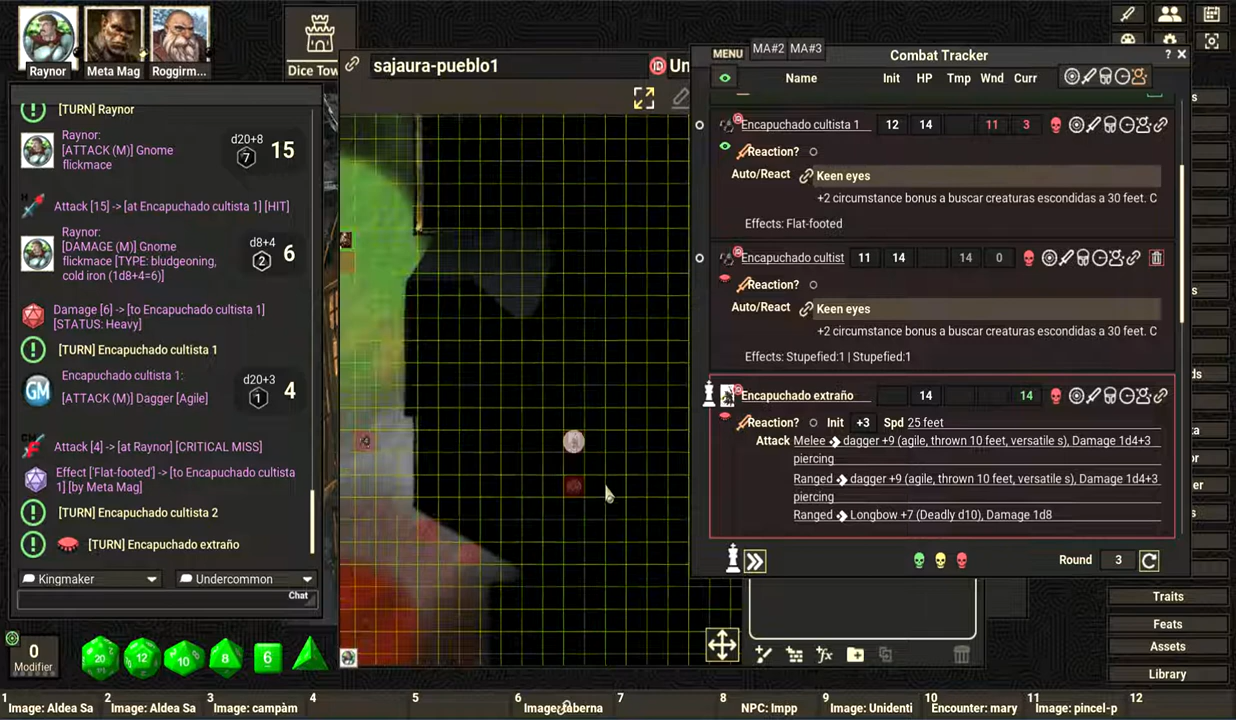 Raynor
Meta Mag
Roggirm...
Dice Tow
[TURN] Raynor
Raynor:
[ATTACK (M)] Gnome
flickmace
d20+8
7
15
Attack [15] -> [at Encapuchado cultista 1] [HIT]
Raynor:
[DAMAGE (M)] Gnome
flickmace [TYPE: bludgeoning,
cold iron (1d8+4=6)]
d8+4
2
6
Damage [6] -> [to Encapuchado cultista 1]
[STATUS: Heavy]
[TURN] Encapuchado cultista 1
GM
Encapuchado cultista 1:
[ATTACK (M)] Dagger [Agile]
d20+3
1
4
Attack [4] -> [at Raynor] [CRITICAL MISS]
Effect ['Flat-footed'] -> [to Encapuchado cultista
1] [by Meta Mag]
[TURN] Encapuchado cultista 2
[TURN] Encapuchado extraño
Kingmaker
Undercommon
Chat
0
Modifier
20
12
10
8
6
sajaura-pueblo1
ID
Un
MENU
MA#2
MA#3
Combat Tracker
?
X
Name
Init
HP
Tmp
Wnd
Curr
Encapuchado cultista 1
12
14
11
3
Reaction?
Auto/React
Keen eyes
+2 circumstance bonus a buscar creaturas escondidas a 30 feet. C
Effects: Flat-footed
Encapuchado cultist
11
14
14
0
Reaction?
Auto/React
Keen eyes
+2 circumstance bonus a buscar creaturas escondidas a 30 feet. C
Effects: Stupefied:1 | Stupefied:1
Encapuchado extraño
14
14
Reaction?
Init
+3
Spd 25 feet
Attack
Melee dagger +9 (agile, thrown 10 feet, versatile s), Damage 1d4+3
piercing
Ranged dagger +9 (agile, thrown 10 feet, versatile s), Damage 1d4+3
piercing
Ranged Longbow +7 (Deadly d10), Damage 1d8
Round
3
Traits
Feats
Assets
Library
1
Image: Aldea Sa
2
Image: Aldea Sa
3
Image: campàm
4
5
6
Image: taberna
7
8
NPC: Impp
9
Image: Unidenti
10
Encounter: mary
11
Image: pincel-p
12